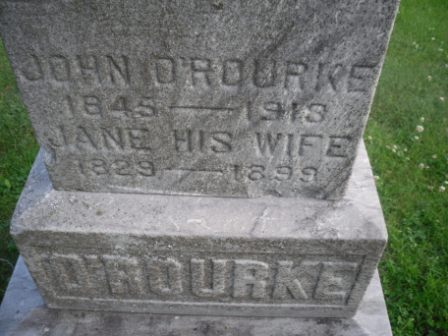 JOHN O'ROURKE
1845 — 1913
JANE HIS WIFE
1829 — 1899
O'ROURKE